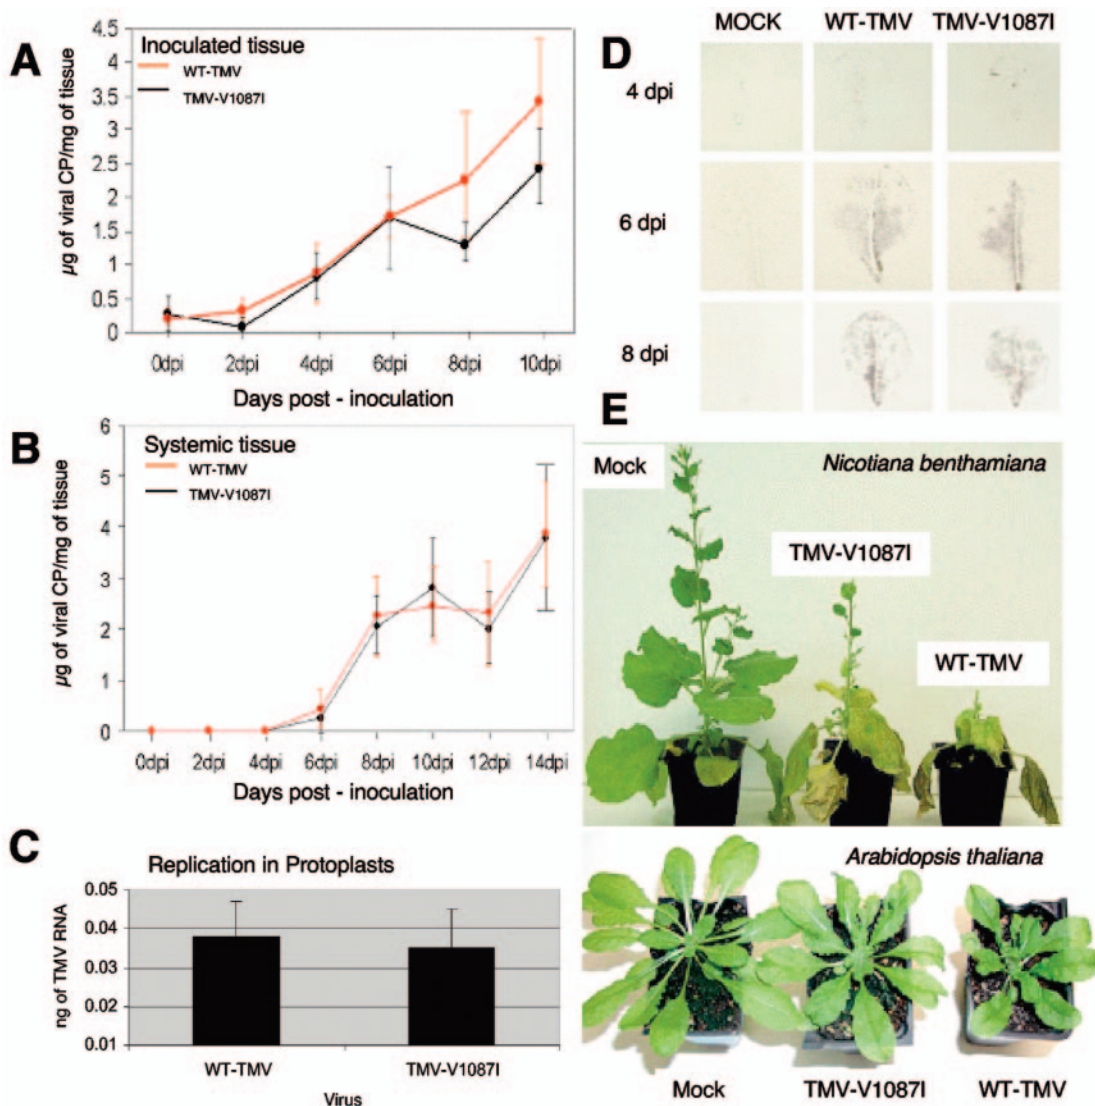 A
Inoculated tissue
WT-TMV
TMV-V1087I
µg of viral CP/mg of tissue
4.5
4
3.5
3
2.5
2
1.5
1
0.5
0
0dpi 2dpi 4dpi 6dpi 8dpi 10dpi
Days post - inoculation
B
Systemic tissue
WT-TMV
TMV-V1087I
µg of viral CP/mg of tissue
6
5
4
3
2
1
0
0dpi 2dpi 4dpi 6dpi 8dpi 10dpi 12dpi 14dpi
Days post - inoculation
C
Replication in Protoplasts
ng of TMV RNA
0.05
0.04
0.03
0.02
0.01
WT-TMV TMV-V1087I
Virus
D
MOCK WT-TMV TMV-V1087I
4 dpi
6 dpi
8 dpi
E
Mock
Nicotiana benthamiana
TMV-V1087I
WT-TMV
Arabidopsis thaliana
Mock TMV-V1087I WT-TMV